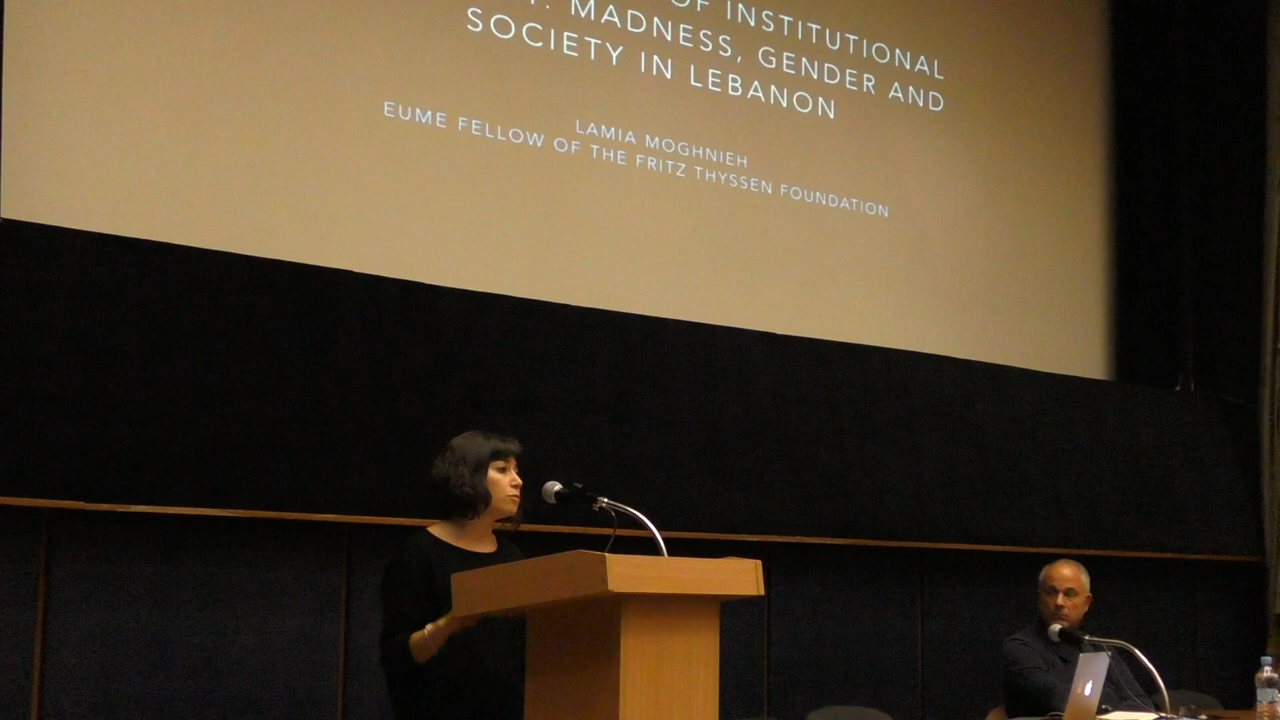 OF INSTITUTIONAL
MADNESS, GENDER AND
SOCIETY IN LEBANON
LAMIA MOGHNIEH
EUME FELLOW OF THE FRITZ THYSSEN FOUNDATION